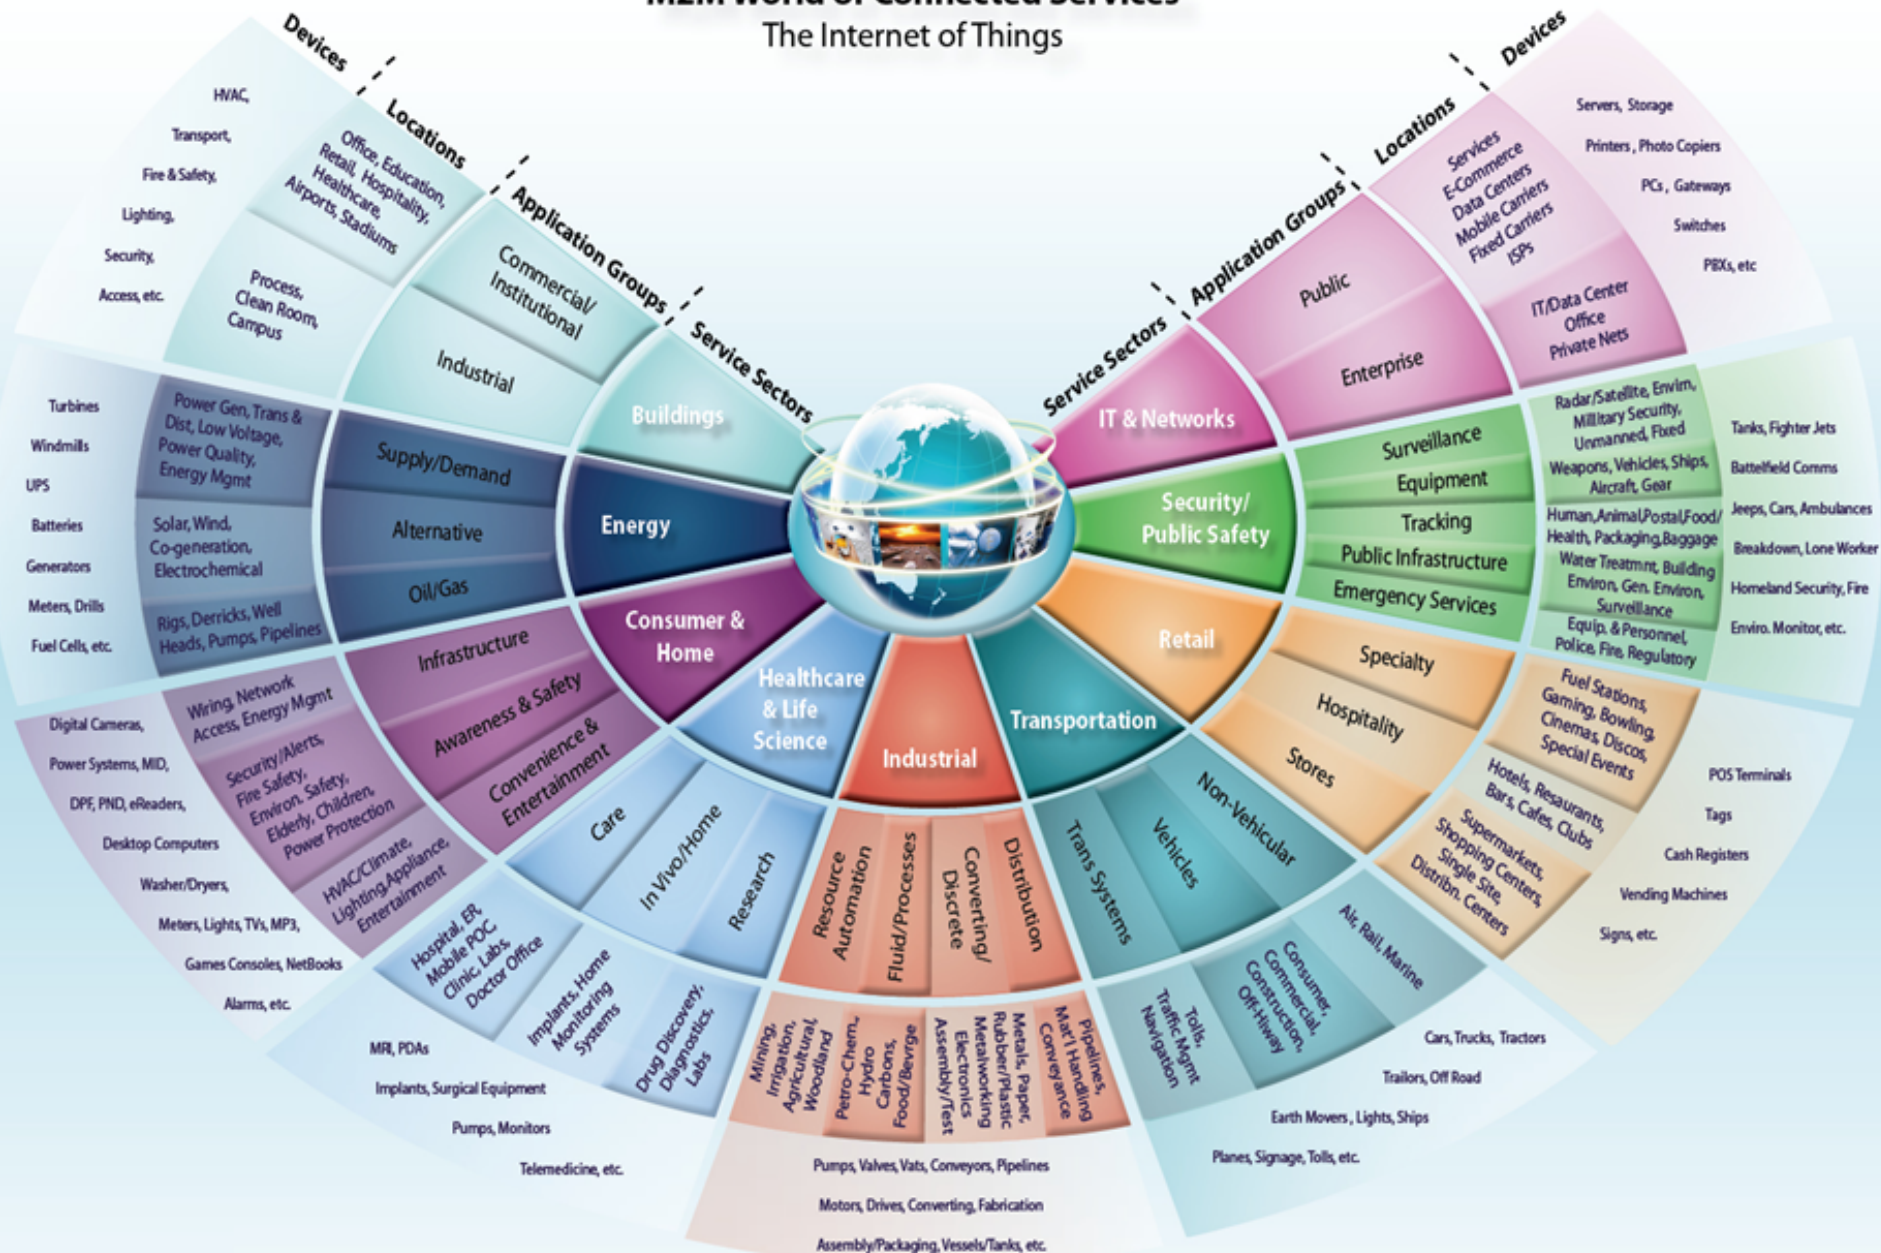 M2M World of Connected Services
The Internet of Things
Devices
Locations
Application Groups
Service Sectors
HVAC,
Transport,
Fire & Safety,
Lighting,
Security,
Access, etc.
Office, Education,
Retail, Hospitality,
Healthcare,
Airports, Stadiums
Process,
Clean Room,
Campus
Commercial/
Institutional
Industrial
Buildings
Turbines
Windmills
UPS
Batteries
Generators
Meters, Drills
Fuel Cells, etc.
Power Gen, Trans &
Dist, Low Voltage,
Power Quality,
Energy Mgmt
Solar, Wind,
Co-generation,
Electrochemical
Rigs, Derricks, Well
Heads, Pumps, Pipelines
Supply/Demand
Alternative
Oil/Gas
Energy
Digital Cameras,
Power Systems, MID,
DPF, PND, eReaders,
Desktop Computers
Washer/Dryers,
Meters, Lights, TVs, MP3,
Games Consoles, NetBooks
Alarms, etc.
Wiring, Network
Access, Energy Mgmt
Security/Alerts,
Fire Safety,
Environ. Safety,
Elderly, Children,
Power Protection
HVAC/Climate,
Lighting,Appliance,
Entertainment
Infrastructure
Awareness & Safety
Convenience &
Entertainment
Consumer &
Home
MRI, PDAs
Implants, Surgical Equipment
Pumps, Monitors
Telemedicine, etc.
Hospital, ER,
Mobile POC,
Clinic, Labs,
Doctor Office
Implants, Home
Monitoring
Systems
Drug Discovery,
Diagnostics,
Labs
Care
In Vivo/Home
Research
Healthcare
& Life
Science
Industrial
Resource
Automation
Fluid/Processes
Converting/
Discrete
Distribution
Mining,
Irrigation,
Agricultural,
Woodland
Petro-Chem.,
Hydro
Carbons,
Food/Bevrge
Metals, Paper,
Rubber/Plastic
Metalworking
Electronics
Assembly/Test
Pipelines,
Mat'l Handling
Conveyance
Pumps, Valves, Vats, Conveyors, Pipelines
Motors, Drives, Converting, Fabrication
Assembly/Packaging, Vessels/Tanks, etc.
Transportation
Trans Systems
Vehicles
Non-Vehicular
Tolls,
Traffic Mgmt
Navigation
Consumer,
Commercial,
Construction,
Off-Hiway
Air, Rail, Marine
Cars, Trucks, Tractors
Trailors, Off Road
Earth Movers, Lights, Ships
Planes, Signage, Tolls, etc.
Retail
Specialty
Hospitality
Stores
Fuel Stations,
Gaming, Bowling,
Cinemas, Discos,
Special Events
Hotels, Resaurants,
Bars, Cafes, Clubs
Supermarkets,
Shopping Centers,
Single Site,
Distribn. Centers
POS Terminals
Tags
Cash Registers
Vending Machines
Signs, etc.
Security/
Public Safety
Surveillance
Equipment
Tracking
Public Infrastructure
Emergency Services
Radar/Satellite, Envirn,
Millitary Security,
Unmanned, Fixed
Weapons, Vehicles, Ships,
Aircraft, Gear
Human,Animal,Postal,Food/
Health, Packaging,Baggage
Water Treatmnt, Building
Environ, Gen. Environ,
Surveillance
Equip. & Personnel,
Police, Fire, Regulatory
Tanks, Fighter Jets
Battelfield Comms
Jeeps, Cars, Ambulances
Breakdown, Lone Worker
Homeland Security, Fire
Enviro. Monitor, etc.
IT & Networks
Public
Enterprise
Services
E-Commerce
Data Centers
Mobile Carriers
Fixed Carriers
ISPs
IT/Data Center
Office
Private Nets
Servers, Storage
Printers, Photo Copiers
PCs, Gateways
Switches
PBXs, etc
Service Sectors
Application Groups
Locations
Devices